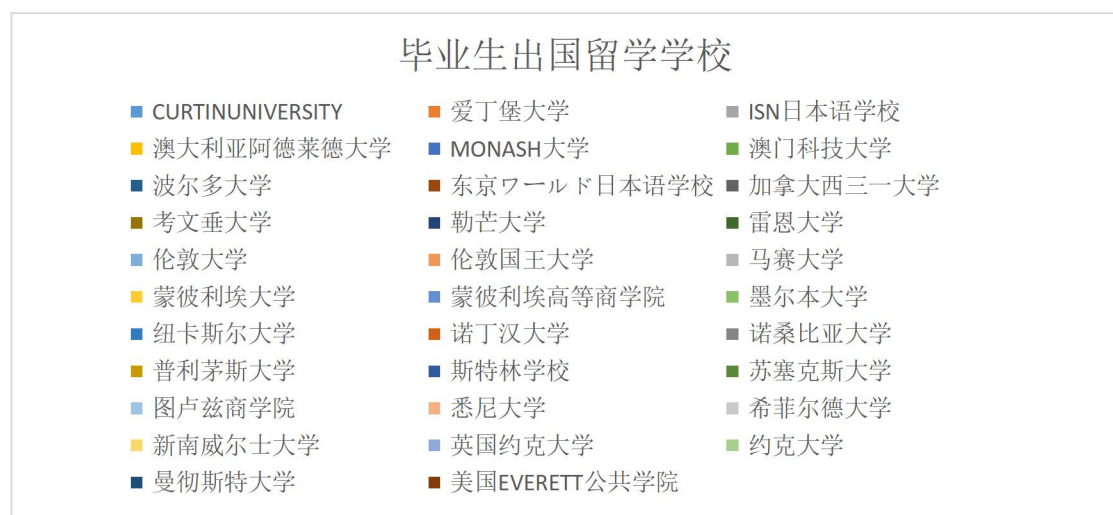 毕业生出国留学学校
CURTINUNIVERSITY 爱丁堡大学 ISN日本语学校
澳大利亚阿德莱德大学 MONASH大学 澳门科技大学
波尔多大学 东京ワールド日本语学校 加拿大西三一大学
考文垂大学 勒芒大学 雷恩大学
伦敦大学 伦敦国王大学 马赛大学
蒙彼利埃大学 蒙彼利埃高等商学院 墨尔本大学
纽卡斯尔大学 诺丁汉大学 诺桑比亚大学
普利茅斯大学 斯特林学校 苏塞克斯大学
图卢兹商学院 悉尼大学 希菲尔德大学
新南威尔士大学 英国约克大学 约克大学
曼彻斯特大学 美国EVERETT公共学院